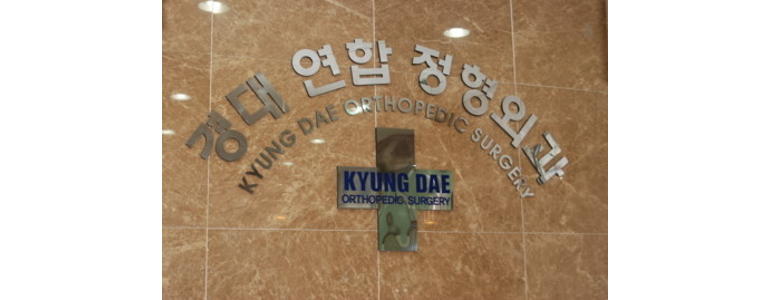 경대 연합 정형외과
KYUNG DAE ORTHOPEDIC SURGERY
KYUNG DAE
ORTHOPEDIC SURGERY